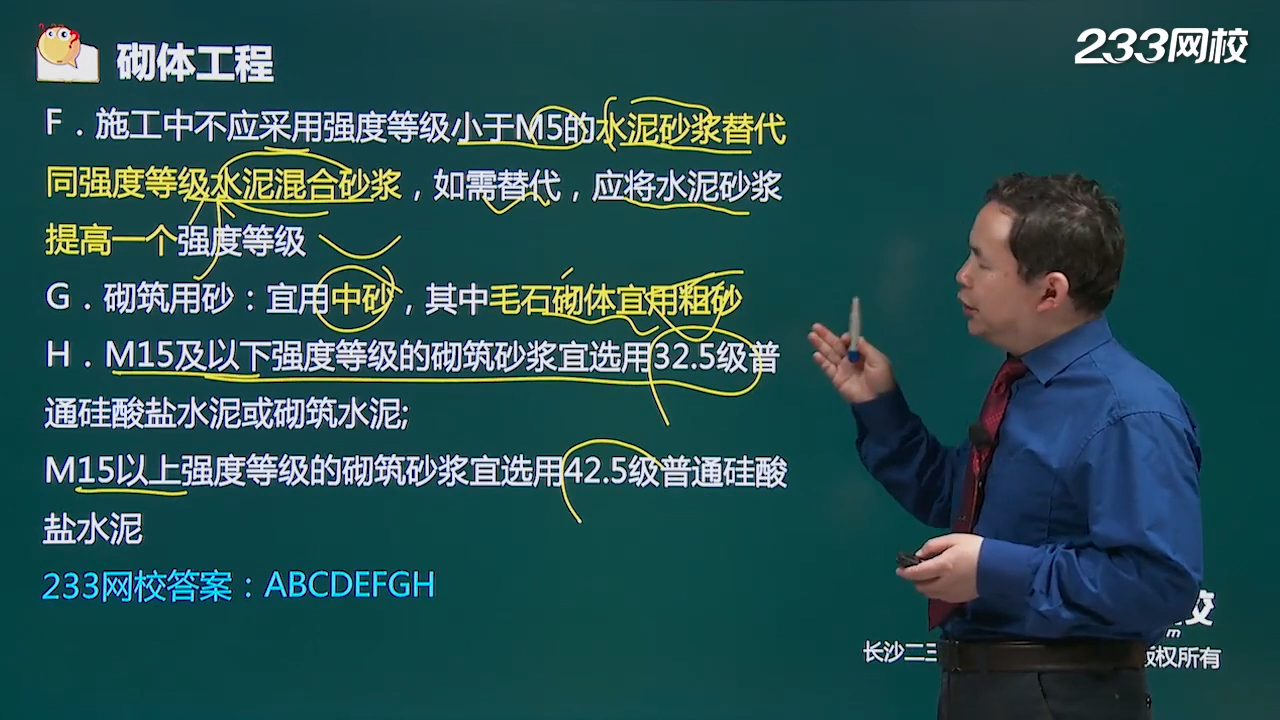 砌体工程
233网校
F．施工中不应采用强度等级小于M5的水泥砂浆替代
同强度等级水泥混合砂浆，如需替代，应将水泥砂浆
提高一个强度等级
G．砌筑用砂：宜用中砂，其中毛石砌体宜用粗砂
H．M15及以下强度等级的砌筑砂浆宜选用32.5级普
通硅酸盐水泥或砌筑水泥;
M15以上强度等级的砌筑砂浆宜选用42.5级普通硅酸
盐水泥
233网校答案：ABCDEFGH
校
m
长沙二三
版权所有